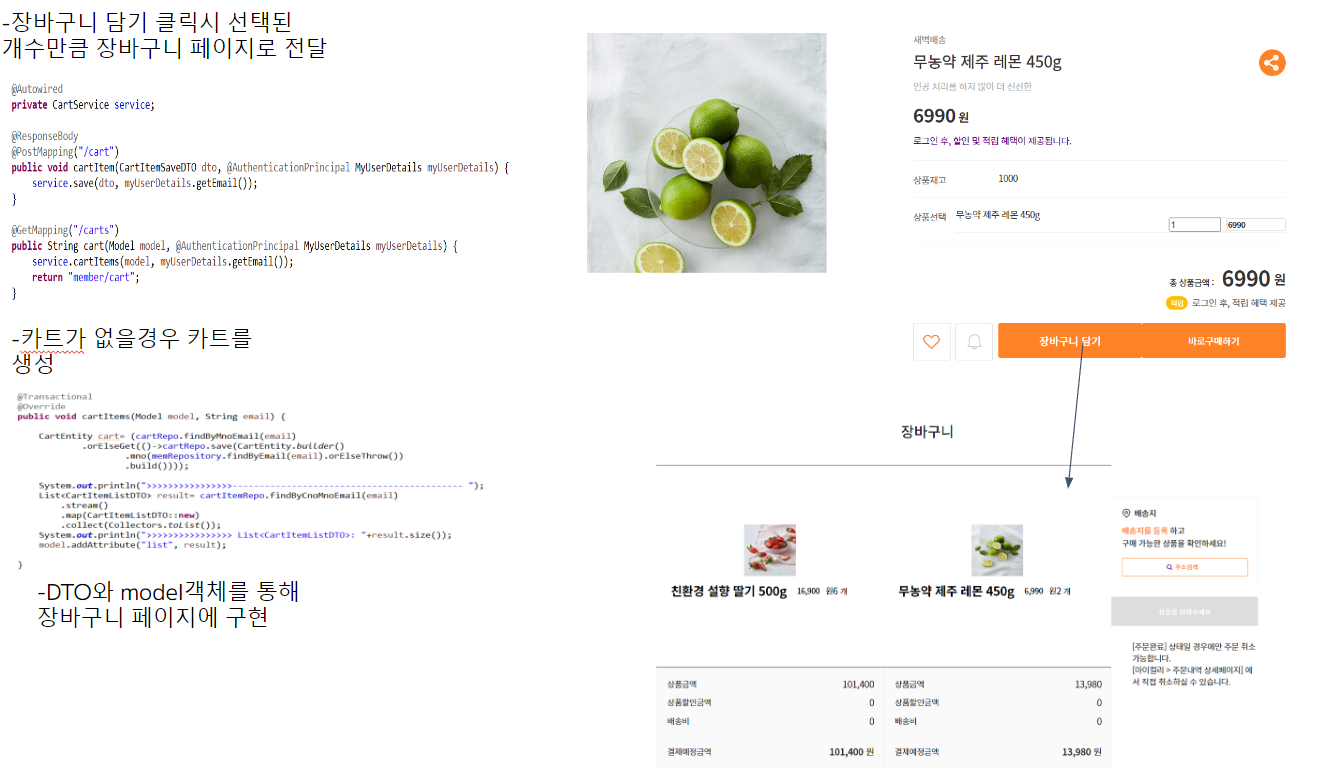 -장바구니 담기 클릭시 선택된
개수만큼 장바구니 페이지로 전달
@Autowired
private CartService service;
@ResponseBody
@PostMapping("/cart")
public void cartItem(CartItemSaveDTO dto, @AuthenticationPrincipal MyUserDetails myUserDetails) {
service.save(dto, myUserDetails.getEmail());
}
@GetMapping("/carts")
public String cart(Model model, @AuthenticationPrincipal MyUserDetails myUserDetails) {
service.cartItems(model, myUserDetails.getEmail());
return "member/cart";
}
-카트가 없을경우 카트를
생성
@Transactional
@Override
public void cartItems(Model model, String email) {
CartEntity cart= (cartRepo.findByMnoEmail(email)
.orElseGet(()->cartRepo.save(CartEntity.builder()
.mno(memRepository.findByEmail(email).orElseThrow())
.build())));
System.out.println(">>>>>>>>>>>>>>>>------------------------------------------- ");
List<CartItemListDTO> result= cartItemRepo.findByCnoMnoEmail(email)
.stream()
.map(CartItemListDTO::new)
.collect(Collectors.toList());
System.out.println(">>>>>>>>>>>>>>>> List<CartItemListDTO>: "+result.size());
model.addAttribute("list", result);
}
-DTO와 model객체를 통해
장바구니 페이지에 구현
새벽배송
무농약 제주 레몬 450g
인공 처리를 하지 않아 더 신선한
6990 원
로그인 후, 할인 및 적립 혜택이 제공됩니다.
상품재고 1000
상품선택 무농약 제주 레몬 450g
1 6990
총 상품금액 : 6990 원
적립 로그인 후, 적립 혜택 제공
장바구니 담기 바로구매하기
장바구니
친환경 설향 딸기 500g 16,900 원6 개
무농약 제주 레몬 450g 6,990 원2 개
배송지
배송지를 등록 하고
구매 가능한 상품을 확인하세요!
주소검색
상품을 담아주세요
[주문완료] 상태일 경우에만 주문 취소
가능합니다.
[마이컬리 > 주문내역 상세페이지] 에
서 직접 취소하실 수 있습니다.
상품금액 101,400
상품할인금액 0
배송비 0
결제예정금액 101,400 원
상품금액 13,980
상품할인금액 0
배송비 0
결제예정금액 13,980 원